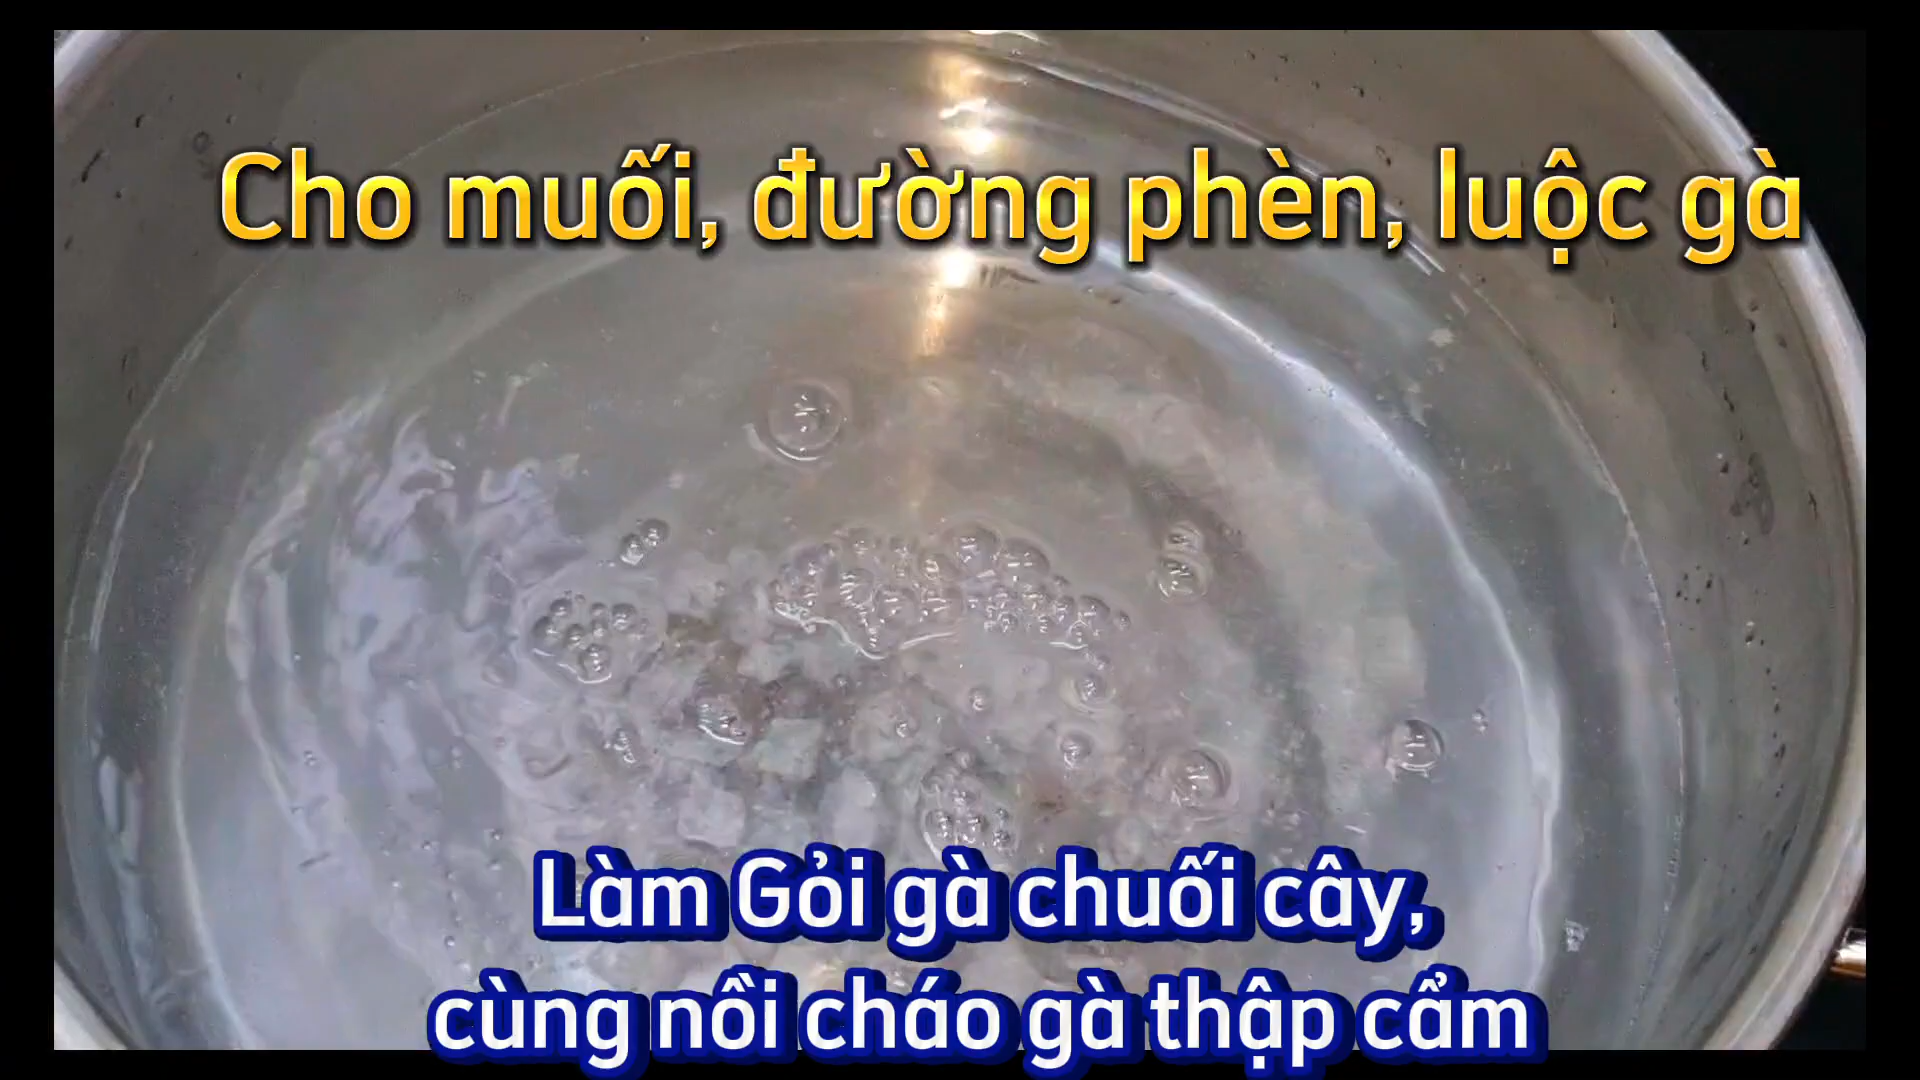 Cho muối, đường phèn, luộc gà
Làm Gỏi gà chuối cây,
cùng nồi cháo gà thập cẩm